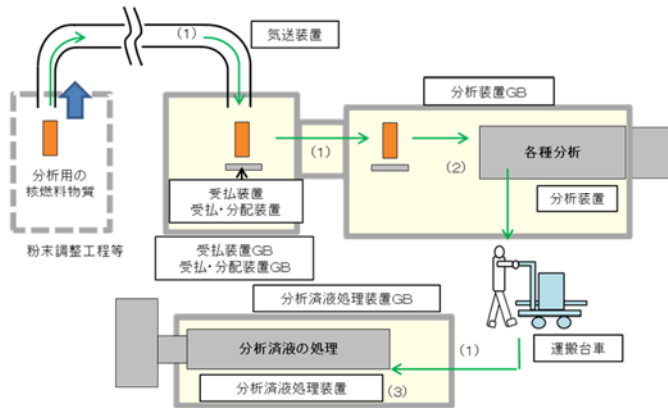 (1)
気送装置
分析装置GB
分析用の
核燃料物質
(1)
(2)
各種分析
受払装置
受払・分配装置
分析装置
粉末調整工程等
受払装置GB
受払・分配装置GB
分析済液処理装置GB
分析済液の処理
(1)
運搬台車
分析済液処理装置
(3)